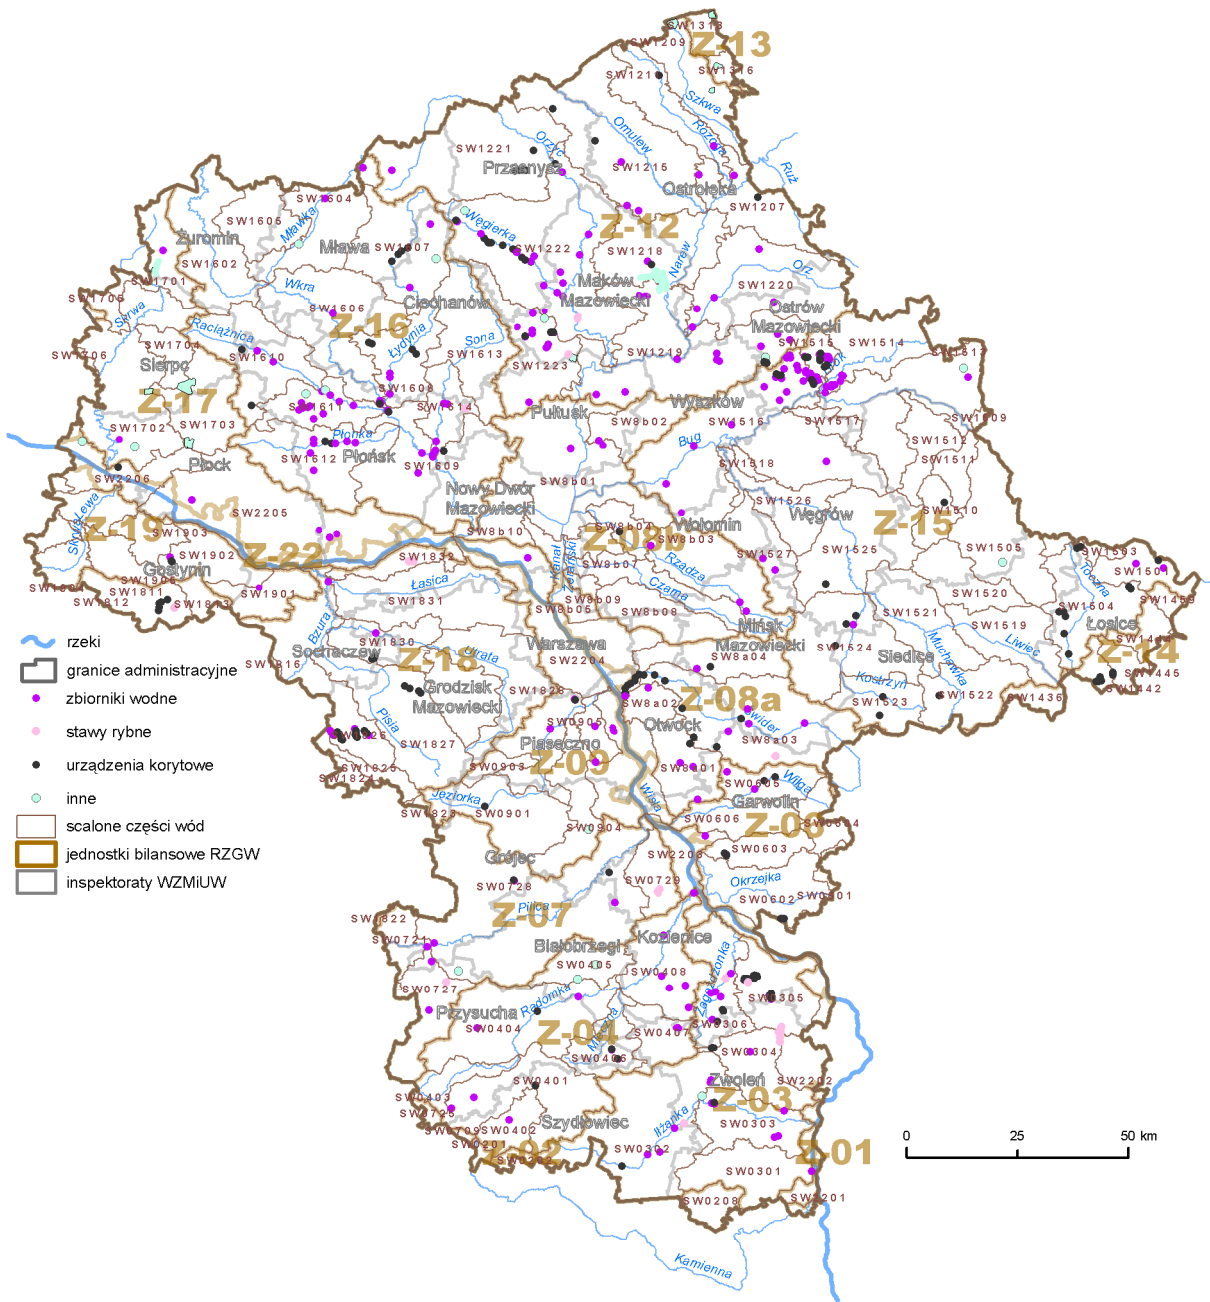 SW1313
Z-13
SW1209
SW1316
Szkwa
Rozoga
Omulew
Orzyc
SW1221
Przasnysz
SW1215
Ruż
Ostrołęka
SW1207
SW1604
Mławka
SW1605
Żuromin
Mława
SW1607
Węgierka
SW1222
Z-12
SW1218
Narew
SW1602
SW1701
Wkra
Ciechanów
Maków
Mazowiecki
Orz
SW1220
SW1705
Skrwa
SW1606
Z-16
Łydynia
Sona
Ostrów
Mazowiecki
Raciążnica
SW1704
SW1706
SW1610
Sierpc
SW1613
SW1223
SW1219
SW1515
SW1514
Z-17
SW1608
SW1611
SW1614
Pułtusk
Wyszków
SW1702
SW1703
Płonka
SW8b02
SW1516
SW1517
SW1509
SW1512
Płock
SW1612
Płońsk
SW1609
Bug
SW1518
SW1511
SW2206
Nowy Dwór
Mazowiecki
SW8b01
SW1526
SW1510
Skrwa Lewa
SW2205
Z-19
SW1903
SW8b10
SW8b04
Wołomin
Węgrów
Z-15
SW8b03
Z-22
SW1902
Gostynin
SW1832
Kanał
Żerański
SW8b07
Rządza
SW1527
SW1525
SW1505
SW1503
SW1501
SW1804
SW1906
SW1811
SW1812
SW1813
SW1901
Łasica
SW1831
SW8b09
SW8b05
Czarna
SW8b08
SW1520
Toczna
SW1459
SW1504
SW1521
SW1519
Łosice
Bzura
SW1830
Mińsk
Mazowiecki
Muchawka
Liwiec
Sochaczew
Z-18
Utrata
Warszawa
SW2204
SW8a04
SW1524
Siedlce
Z-14
SW1816
Grodzisk
Mazowiecki
SW1828
SW8a02
Z-08a
Kostrzyń
SW1445
SW1442
SW1522
SW1436
SW1523
Pisia
SW0905
Otwock
Świder
Piaseczno
SW1827
SW8a03
SW1825
SW1824
SW0903
Z-09
SW8a01
SW0605
Wilga
Jeziorka
SW0901
SW1823
Wisła
Garwolin
SW0606
SW0604
SW0904
SW0603
Grójec
SW2203
SW0728
SW0729
Okrzejka
SW0602
Z-07
Pilica
SW1822
SW0721
Białobrzegi
Kozienice
SW0405
SW0408
Zagożdżonka
SW0727
Radomka
SW0305
Przysucha
SW0404
Z-04
SW0407
SW0306
SW0304
SW0401
Zwoleń
SW2202
SW0403
SW0725
Z-03
Szydłowiec
Iłżanka
SW0303
SW0709
SW0402
SW0201
Z-02
SW0302
Z-01
SW0301
SW0208
SW2201
Kamienna
rzeki
granice administracyjne
zbiorniki wodne
stawy rybne
urządzenia korytowe
inne
scalone części wód
jednostki bilansowe RZGW
inspektoraty WZMiUW
0 25 50 km